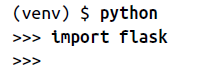 (venv) $ python
>>> import flask
>>>